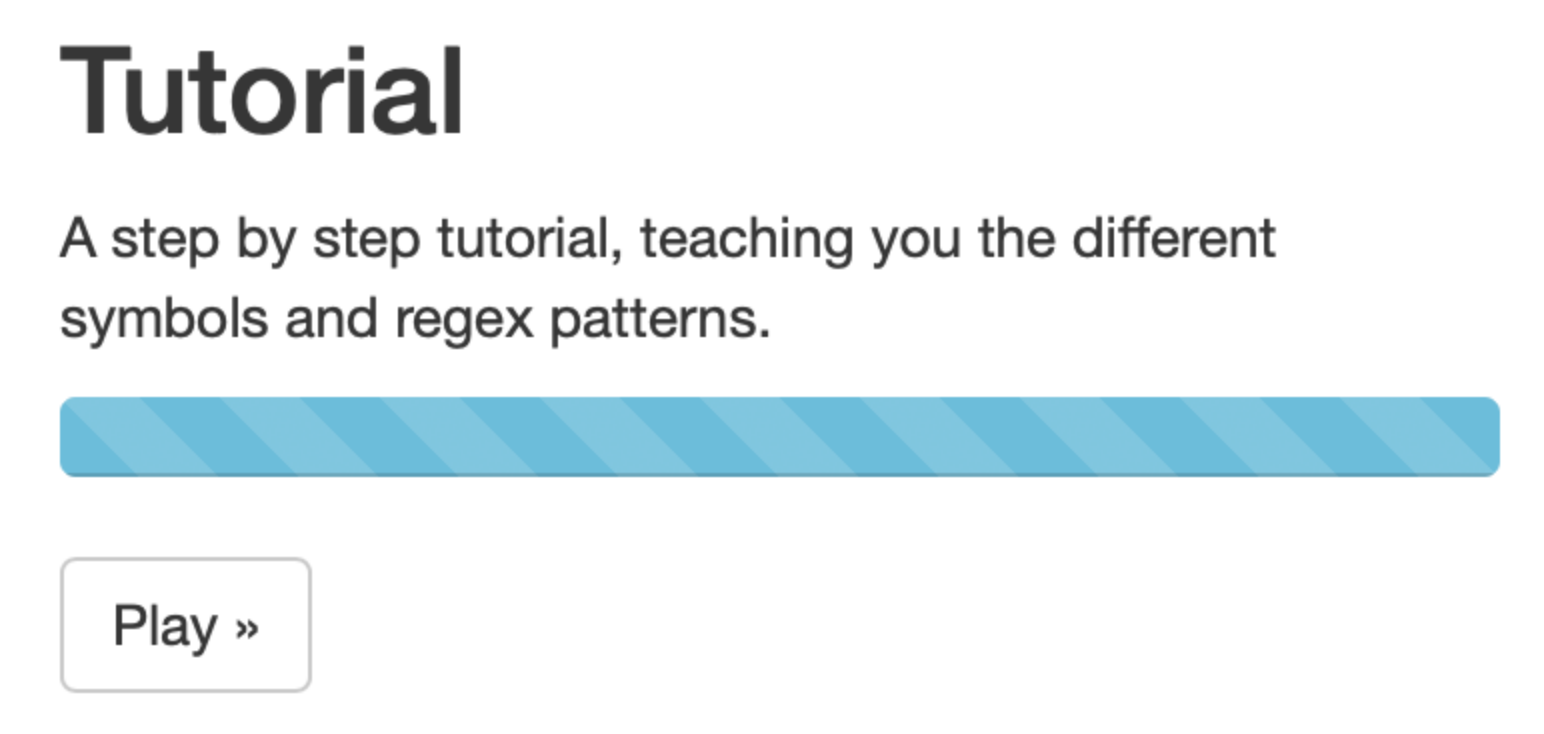 Tutorial
A step by step tutorial, teaching you the different
symbols and regex patterns.
Play »